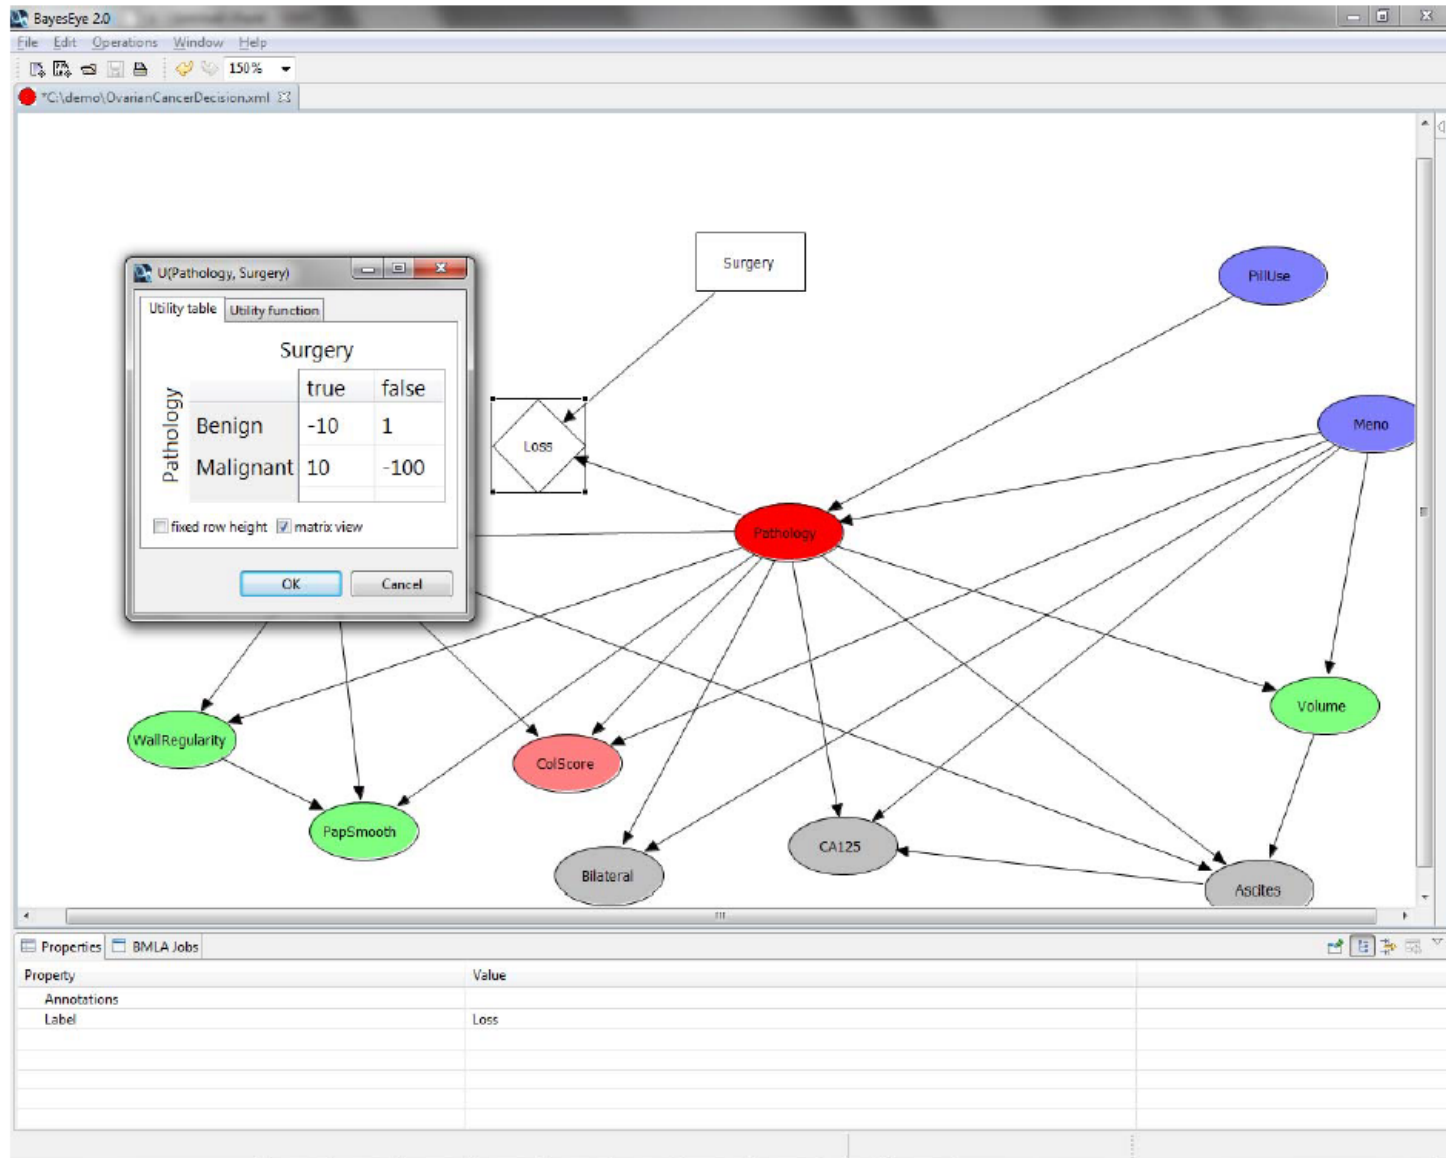 BayesEye 2.0
File Edit Operations Window Help
150%
*C:\demo\OvarianCancerDecision.xml
Surgery
PillUse
U(Pathology, Surgery)
Utility table Utility function
Surgery
Pathology
true false
Benign -10 1
Malignant 10 -100
fixed row height matrix view
OK Cancel
Loss
Meno
Pathology
Volume
WallRegularity
ColScore
PapSmooth
CA125
Bilateral
Ascites
Properties BMLA Jobs
Property Value
Annotations
Label Loss